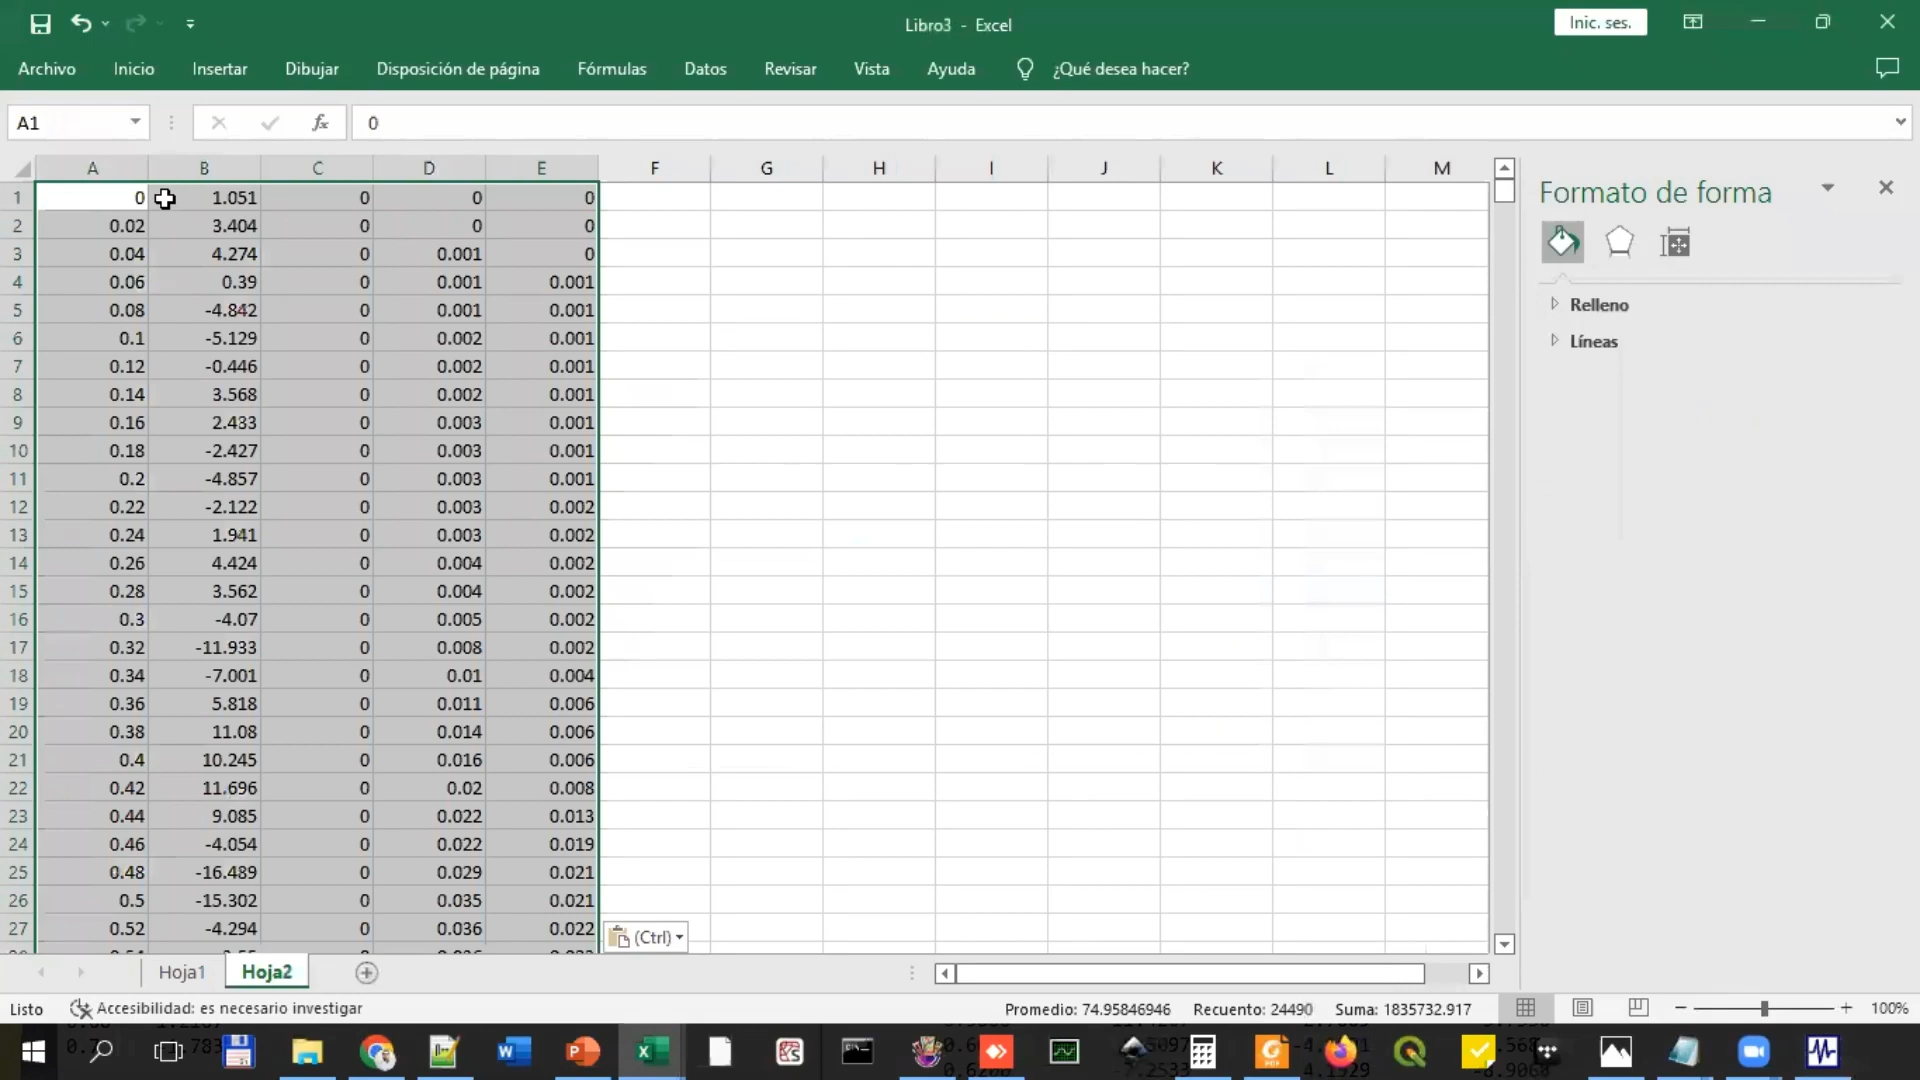 Libro3 - Excel
Inic. ses.
Archivo Inicio Insertar Dibujar Disposición de página Fórmulas Datos Revisar Vista Ayuda ¿Qué desea hacer?
A1 fx 0
A B C D E F G H I J K L M
1 0 1.051 0 0 0
2 0.02 3.404 0 0 0
3 0.04 4.274 0 0.001 0
4 0.06 0.39 0 0.001 0.001
5 0.08 -4.842 0 0.001 0.001
6 0.1 -5.129 0 0.002 0.001
7 0.12 -0.446 0 0.002 0.001
8 0.14 3.568 0 0.002 0.001
9 0.16 2.433 0 0.003 0.001
10 0.18 -2.427 0 0.003 0.001
11 0.2 -4.857 0 0.003 0.001
12 0.22 -2.122 0 0.003 0.002
13 0.24 1.941 0 0.003 0.002
14 0.26 4.424 0 0.004 0.002
15 0.28 3.562 0 0.004 0.002
16 0.3 -4.07 0 0.005 0.002
17 0.32 -11.933 0 0.008 0.002
18 0.34 -7.001 0 0.01 0.004
19 0.36 5.818 0 0.011 0.006
20 0.38 11.08 0 0.014 0.006
21 0.4 10.245 0 0.016 0.006
22 0.42 11.696 0 0.02 0.008
23 0.44 9.085 0 0.022 0.013
24 0.46 -4.054 0 0.022 0.019
25 0.48 -16.489 0 0.029 0.021
26 0.5 -15.302 0 0.035 0.021
27 0.52 -4.294 0 0.036 0.022
(Ctrl)
Formato de forma
Relleno
Líneas
Hoja1 Hoja2
Listo Accesibilidad: es necesario investigar Promedio: 74.95846946 Recuento: 24490 Suma: 1835732.917 100%